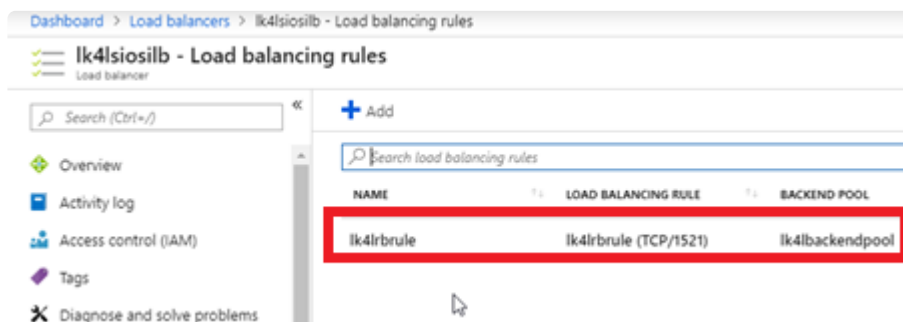 Dashboard > Load balancers > lk4lsiosilb - Load balancing rules
lk4lsiosilb - Load balancing rules
Load balancer
Search (Ctrl+/)
«
Add
Overview
Search load balancing rules
Activity log
NAME LOAD BALANCING RULE BACKEND POOL
Access control (IAM)
lk4lrbrule lk4lrbrule (TCP/1521) lk4lbackendpool
Tags
Diagnose and solve problems